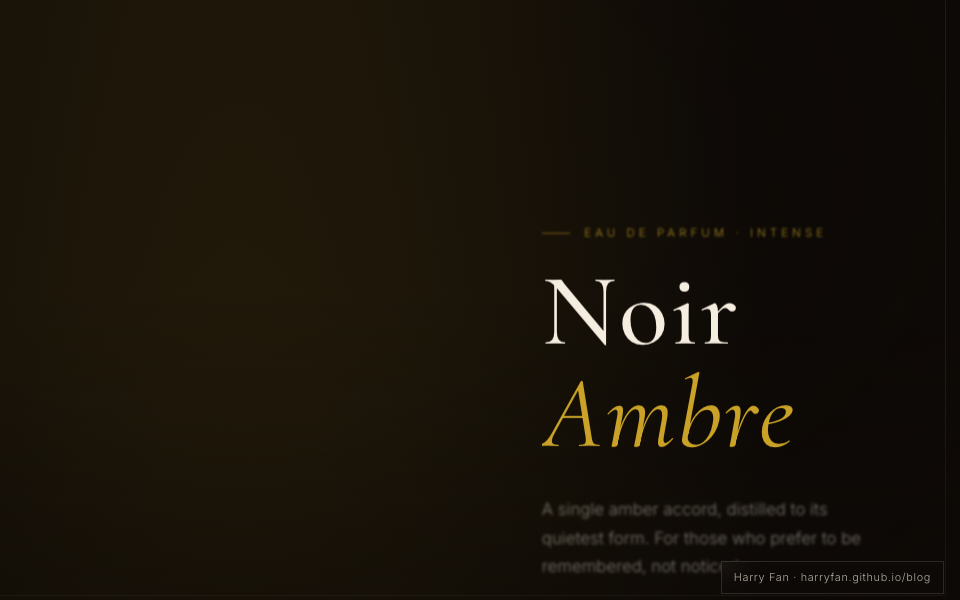 EAU DE PARFUM · INTENSE
Noir
Ambre
A single amber accord, distilled to its
quietest form. For those who prefer to be
remembered, not
Harry Fan · harryfan.github.io/blog